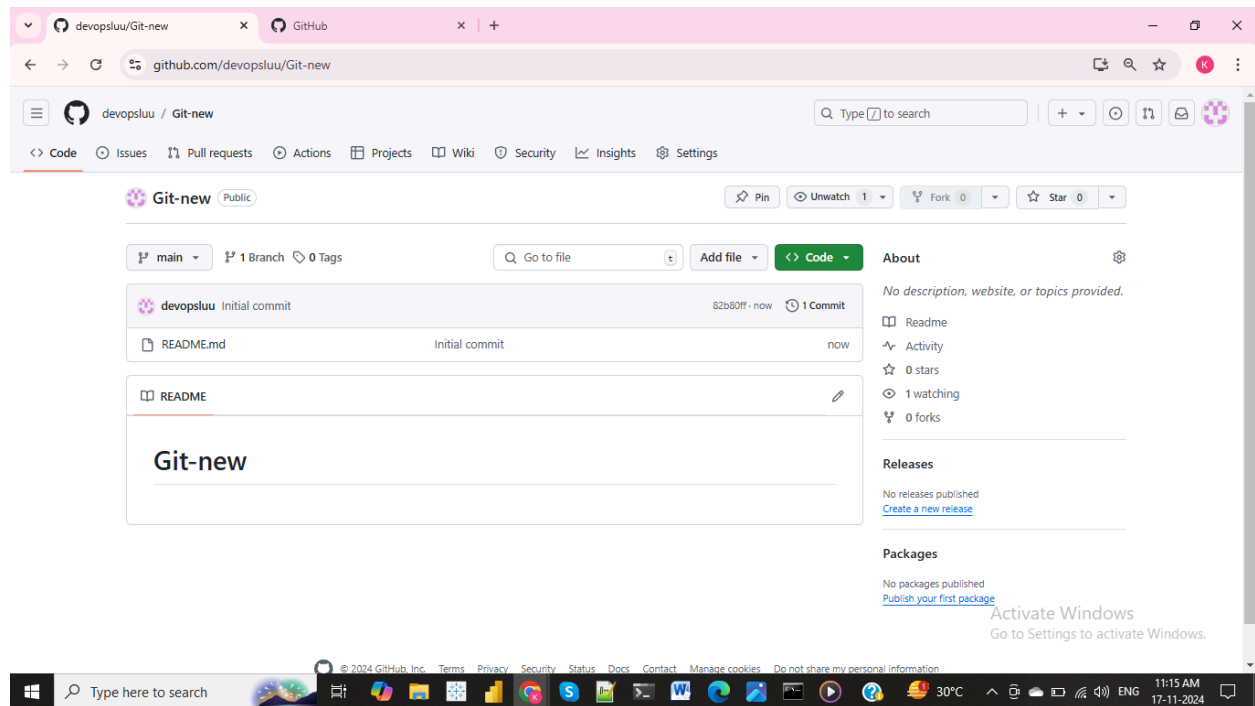 devopsluu/Git-new
GitHub
github.com/devopsluu/Git-new
K
devopsluu / Git-new
Type / to search
Code Issues Pull requests Actions Projects Wiki Security Insights Settings
Git-new Public
Pin Unwatch 1 Fork 0 Star 0
main 1 Branch 0 Tags Go to file t Add file Code
About
No description, website, or topics provided.
devopsluu Initial commit 82b80ff · now 1 Commit
README.md Initial commit now
Readme
Activity
0 stars
1 watching
0 forks
README
Git-new
Releases
No releases published
Create a new release
Packages
No packages published
Publish your first package
Activate Windows
Go to Settings to activate Windows.
© 2024 GitHub, Inc. Terms Privacy Security Status Docs Contact Manage cookies Do not share my personal information
Type here to search
30°C ENG
11:15 AM
17-11-2024